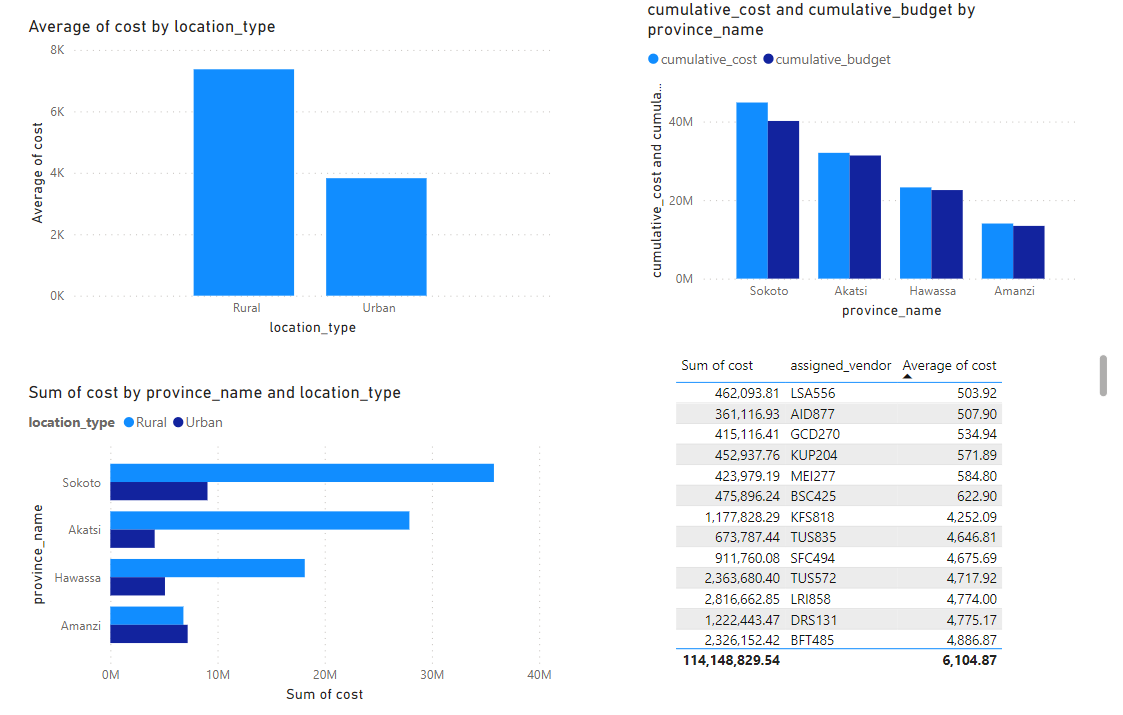 Average of cost by location_type
8K
6K
4K
2K
0K
Average of cost
Rural Urban
location_type
cumulative_cost and cumulative_budget by
province_name
cumulative_cost cumulative_budget
40M
20M
0M
cumulative_cost and cumula...
Sokoto Akatsi Hawassa Amanzi
province_name
Sum of cost by province_name and location_type
location_type Rural Urban
province_name
Sokoto
Akatsi
Hawassa
Amanzi
0M 10M 20M 30M 40M
Sum of cost
Sum of cost assigned_vendor Average of cost
462,093.81 LSA556 503.92
361,116.93 AID877 507.90
415,116.41 GCD270 534.94
452,937.76 KUP204 571.89
423,979.19 MEI277 584.80
475,896.24 BSC425 622.90
1,177,828.29 KFS818 4,252.09
673,787.44 TUS835 4,646.81
911,760.08 SFC494 4,675.69
2,363,680.40 TUS572 4,717.92
2,816,662.85 LRI858 4,774.00
1,222,443.47 DRS131 4,775.17
2,326,152.42 BFT485 4,886.87
114,148,829.54 6,104.87